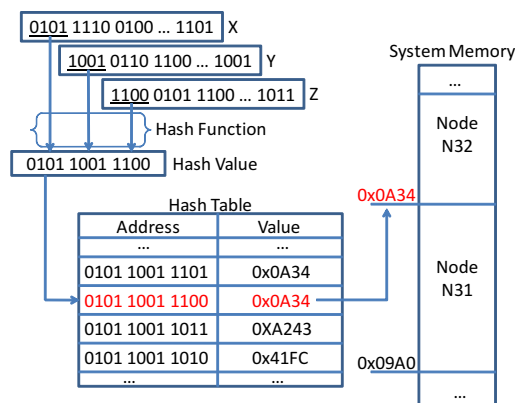 0101 1110 0100 ... 1101 X
1001 0110 1100 ... 1001 Y
1100 0101 1100 ... 1011 Z
Hash Function
0101 1001 1100 Hash Value
Hash Table
Address Value
... ...
0101 1001 1101 0x0A34
0101 1001 1100 0x0A34
0101 1001 1011 0XA243
0101 1001 1010 0x41FC
... ...
System Memory
...
Node
N32
0x0A34
Node
N31
0x09A0
...